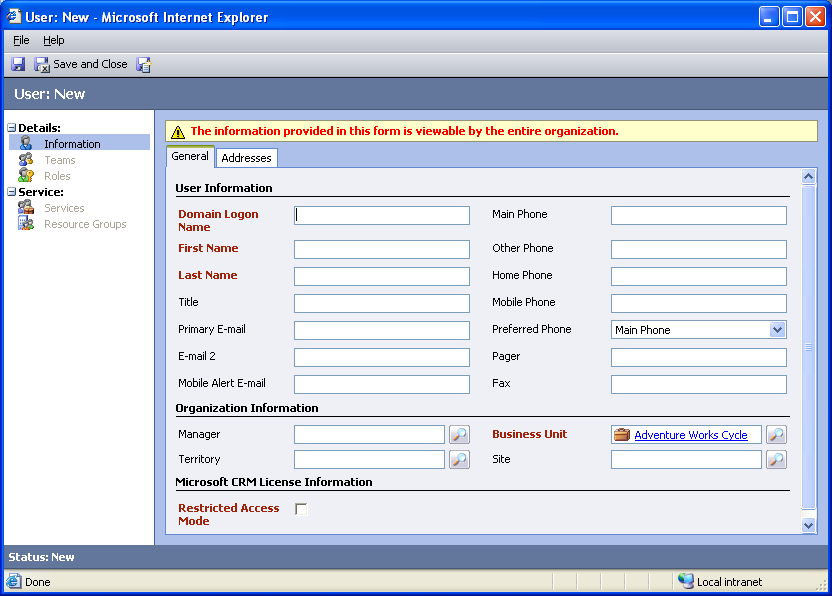 User: New - Microsoft Internet Explorer
File Help
Save and Close
User: New
Details:
Information
Teams
Roles
Service:
Services
Resource Groups
The information provided in this form is viewable by the entire organization.
General Addresses
User Information
Domain Logon
Name
Main Phone
First Name
Other Phone
Last Name
Home Phone
Title
Mobile Phone
Primary E-mail
Preferred Phone
Main Phone
E-mail 2
Pager
Mobile Alert E-mail
Fax
Organization Information
Manager
Business Unit
Adventure Works Cycle
Territory
Site
Microsoft CRM License Information
Restricted Access
Mode
Status: New
Done
Local intranet